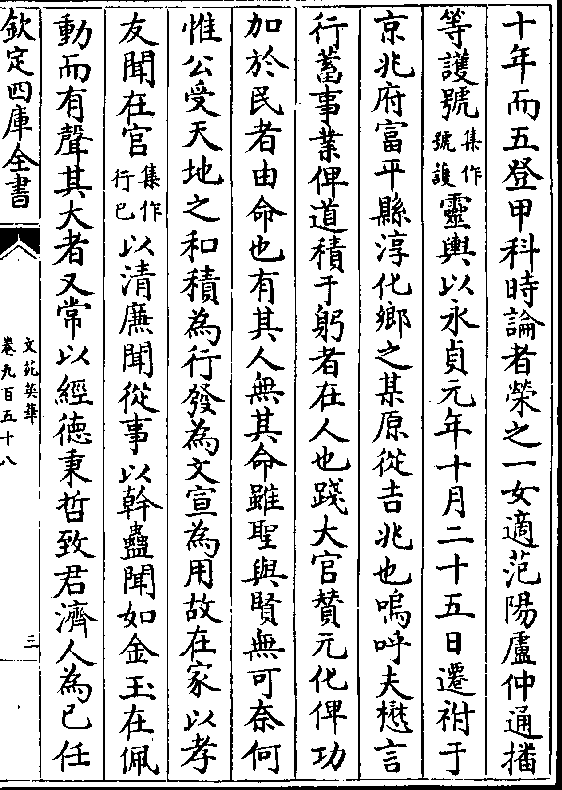 十年而五登甲科時論者榮之一女適范陽盧仲通播
等護號集作號護靈輿以永貞元年十月二十五日遷祔于
京兆府富平縣淳化鄉之某原從吉兆也嗚呼夫懋言
行蓄事業俾道積于躬者在人也踐大官贊元化俾功
加於民者由命也有其人無其命雖聖與賢無可奈何
惟公受天地之和積為行發為文宣為用故在家以孝
友聞在官集作行已以清廉聞從事以幹蠱聞如金玉在佩
動而有聲其大者又常以經德秉哲致君濟人為已任
欽定四庫全書
文苑英華
卷九百五十八
三